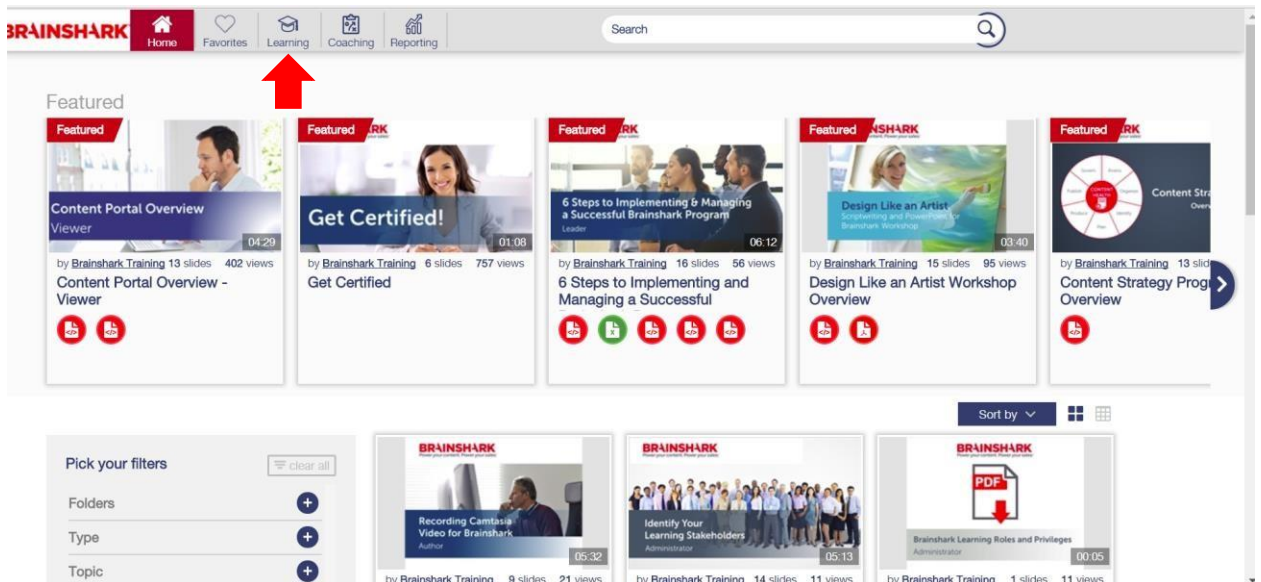 BRAINSHARK
Home
Favorites
Learning
Coaching
Reporting
Search
Featured
Featured
Content Portal Overview
Viewer
04:29
by Brainshark Training 13 slides 402 views
Content Portal Overview -
Viewer
Featured
Get Certified!
01:08
by Brainshark Training 6 slides 757 views
Get Certified
Featured
6 Steps to Implementing & Managing
a Successful Brainshark Program
Leader
06:12
by Brainshark Training 16 slides 56 views
6 Steps to Implementing and
Managing a Successful
Featured
Design Like an Artist
Scriptwriting and PowerPoint for
Brainshark Workshop
03:40
by Brainshark Training 15 slides 95 views
Design Like an Artist Workshop
Overview
Featured
CONTENT
HEALTH
Content Stra
Over
by Brainshark Training 13 slid
Content Strategy Progr
Overview
Sort by
Pick your filters
clear all
Folders
Type
Topic
BRAINSHARK
Recording Camtasia
Video for Brainshark
Author
05:32
by Brainshark Training 9 slides 21 views
BRAINSHARK
Identify Your
Learning Stakeholders
Administrator
05:13
by Brainshark Training 14 slides 11 views
BRAINSHARK
PDF
Brainshark Learning Roles and Privileges
Administrator
00:05
by Brainshark Training 1 slides 11 views